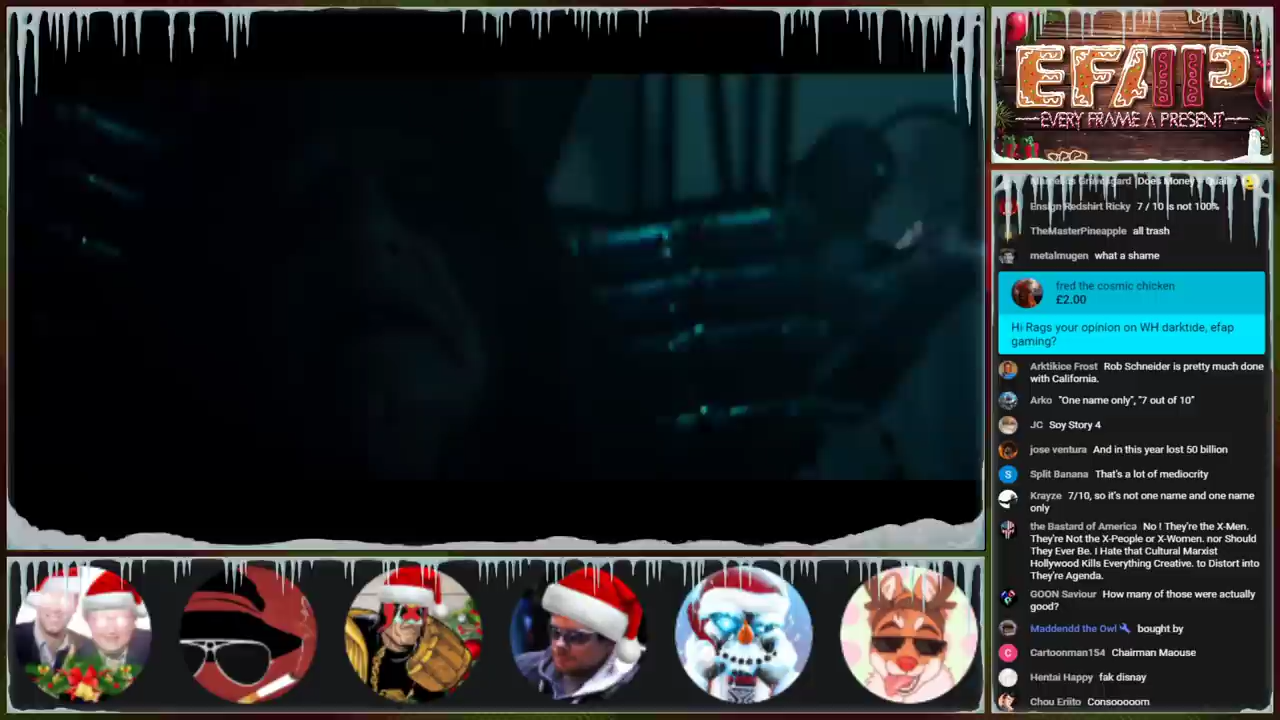 EFAP
EVERY FRAME A PRESENT
Does Money
Ensign Redshirt Ricky 7 / 10 is not 100%
TheMasterPineapple all trash
metalmugen what a shame
fred the cosmic chicken
£2.00
Hi Rags your opinion on WH darktide, efap
gaming?
Arktikice Frost Rob Schneider is pretty much done
with California.
Arko "One name only", "7 out of 10"
JC Soy Story 4
jose ventura And in this year lost 50 billion
S
Split Banana That's a lot of mediocrity
Krayze 7/10, so it's not one name and one name
only
the Bastard of America No ! They're the X-Men.
They're Not the X-People or X-Women. nor Should
They Ever Be. I Hate that Cultural Marxist
Hollywood Kills Everything Creative. to Distort into
They're Agenda.
GOON Saviour How many of those were actually
good?
Maddendd the Owl bought by
C
Cartoonman154 Chairman Maouse
Hentai Happy fak disnay
Chou Eriito Consooooom